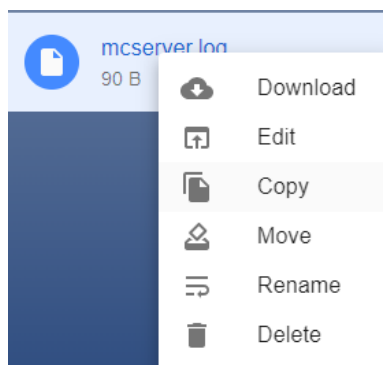 mcserver.log
90 B
Download
Edit
Copy
Move
Rename
Delete